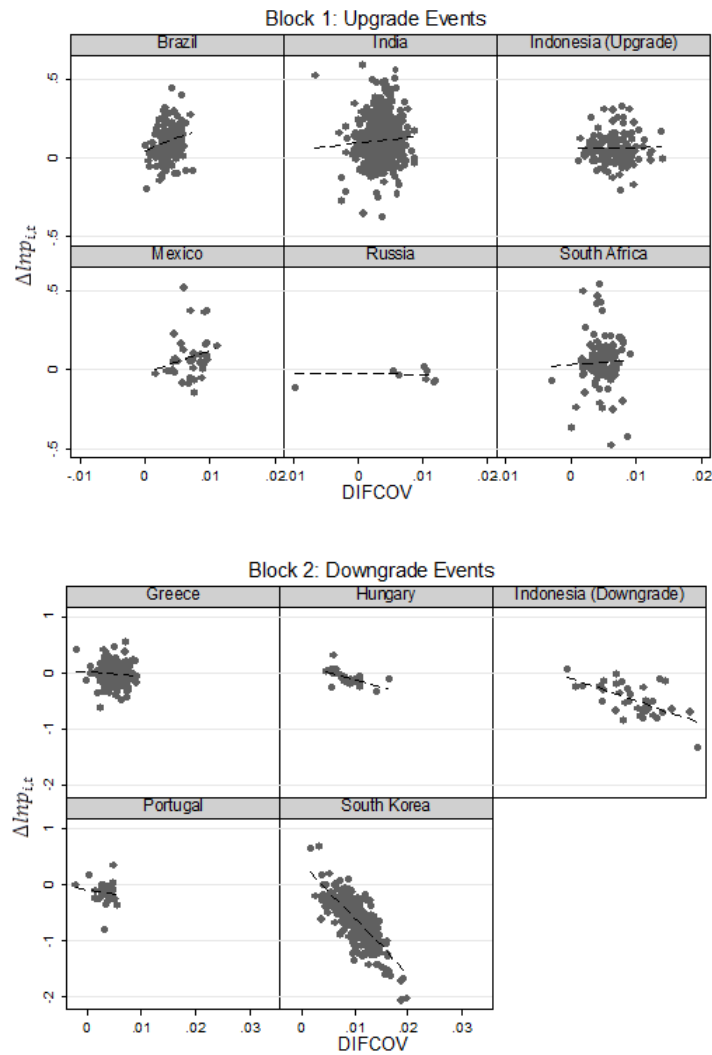 Block 1: Upgrade Events
Brazil India Indonesia (Upgrade)
.5
0
-.5
Mexico Russia South Africa
.5
0
-.5
Δlnp i,t
-.01 0 .01 .02 -.01 0 .01 .02 -.01 0 .01 .02
DIFCOV
Block 2: Downgrade Events
Greece Hungary Indonesia (Downgrade)
1
0
-1
-2
Portugal South Korea
1
0
-1
-2
Δlnp i,t
0 .01 .02 .03 0 .01 .02 .03
DIFCOV